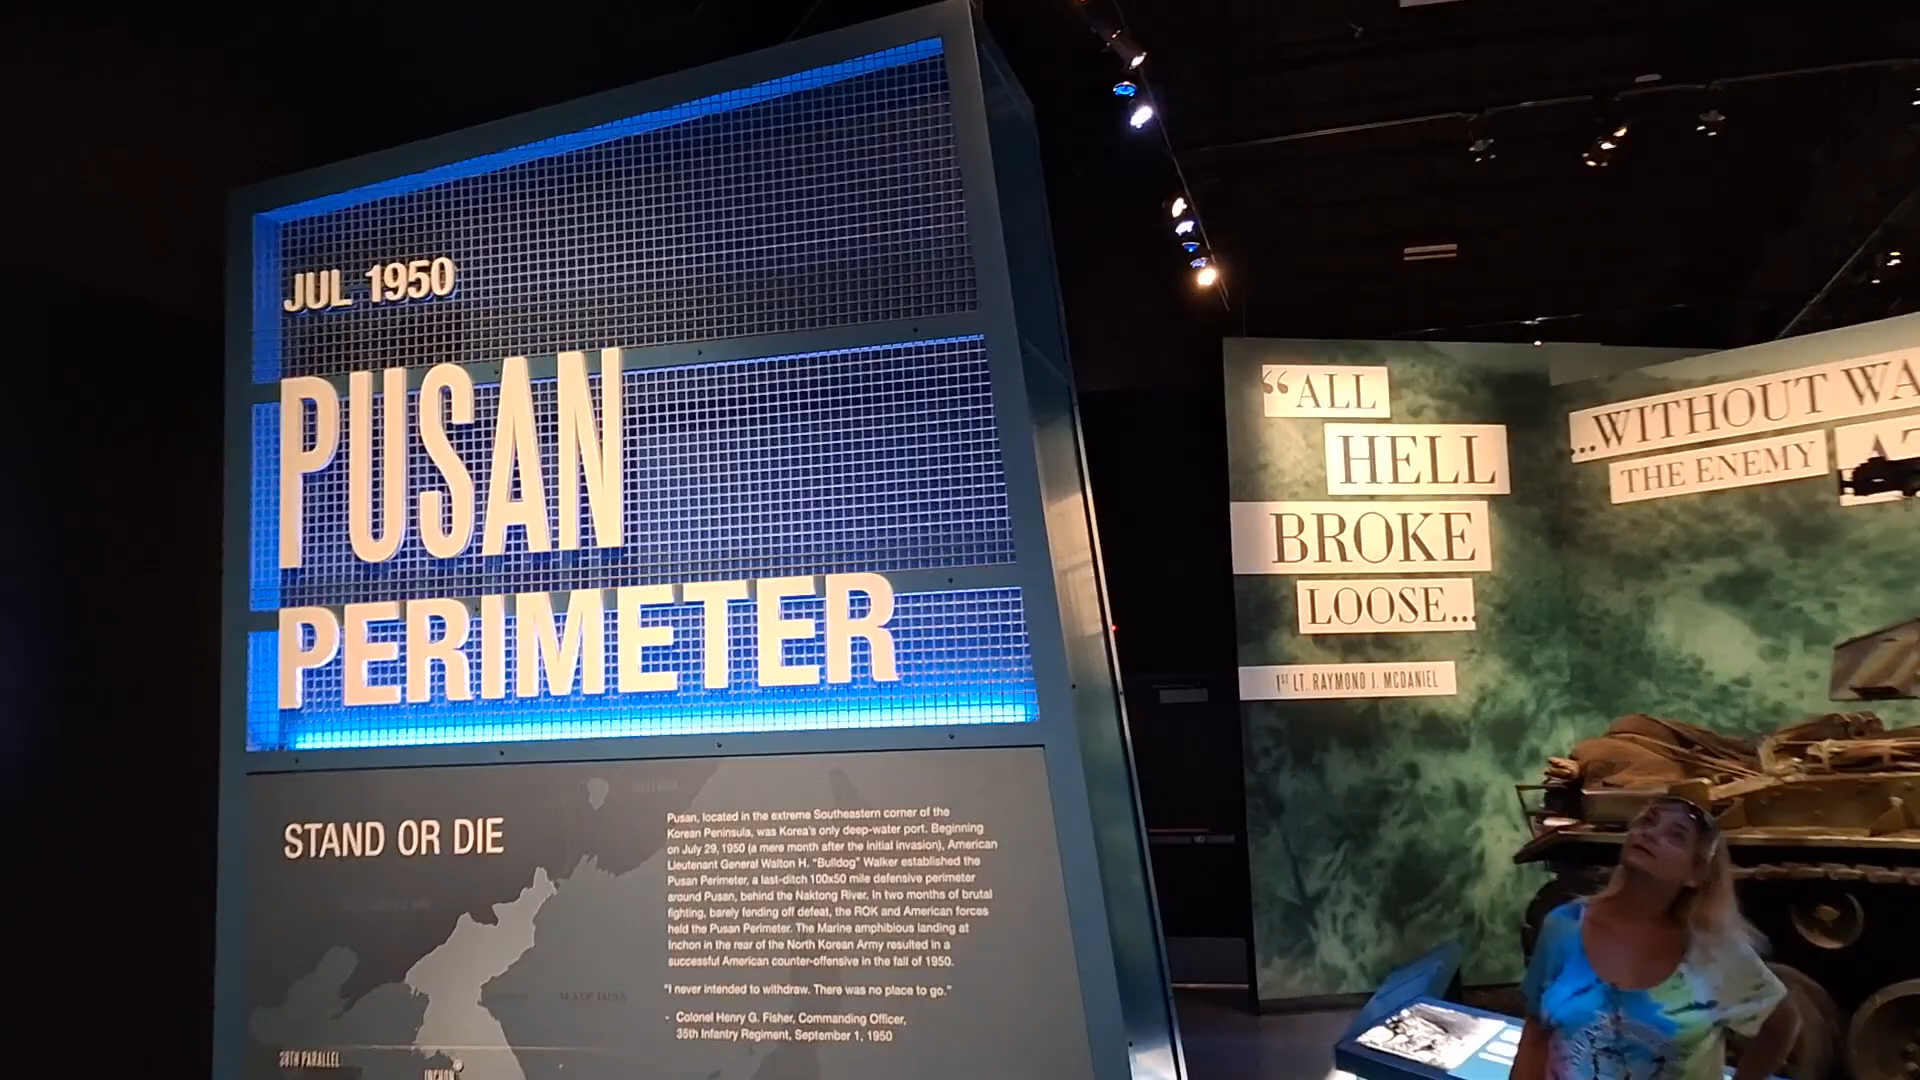 JUL 1950
PUSAN
PERIMETER
STAND OR DIE
Pusan, located in the extreme Southeastern corner of the
Korean Peninsula, was Korea's only deep-water port. Beginning
on July 29, 1950 (a mere month after the initial invasion), American
Lieutenant General Walton H. "Bulldog" Walker established the
Pusan Perimeter, a last-ditch 100x50 mile defensive perimeter
around Pusan, behind the Naktong River. In two months of brutal
fighting, barely fending off defeat, the ROK and American forces
held the Pusan Perimeter. The Marine amphibious landing at
Inchon in the rear of the North Korean Army resulted in a
successful American counter-offensive in the fall of 1950.
"I never intended to withdraw. There was no place to go."
- Colonel Henry G. Fisher, Commanding Officer,
35th Infantry Regiment, September 1, 1950
SEA OF JAPAN
38TH PARALLEL
INCHON
"ALL
HELL
BROKE
LOOSE...
1ST LT. RAYMOND J. MCDANIEL
...WITHOUT WA
THE ENEMY